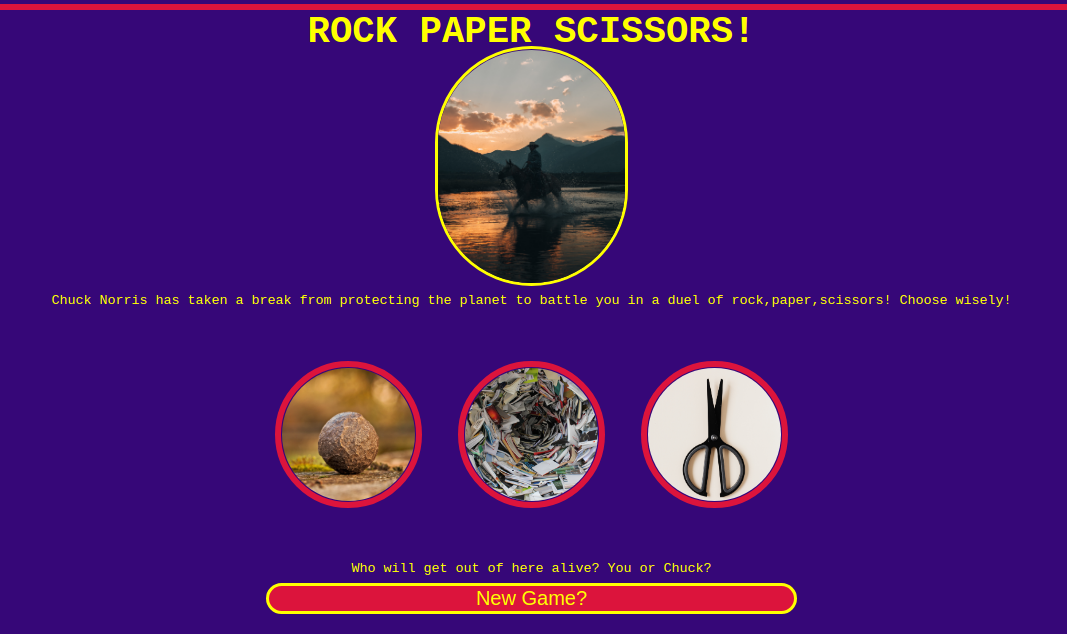 ROCK PAPER SCISSORS!
Chuck Norris has taken a break from protecting the planet to battle you in a duel of rock,paper,scissors! Choose wisely!
Who will get out of here alive? You or Chuck?
New Game?